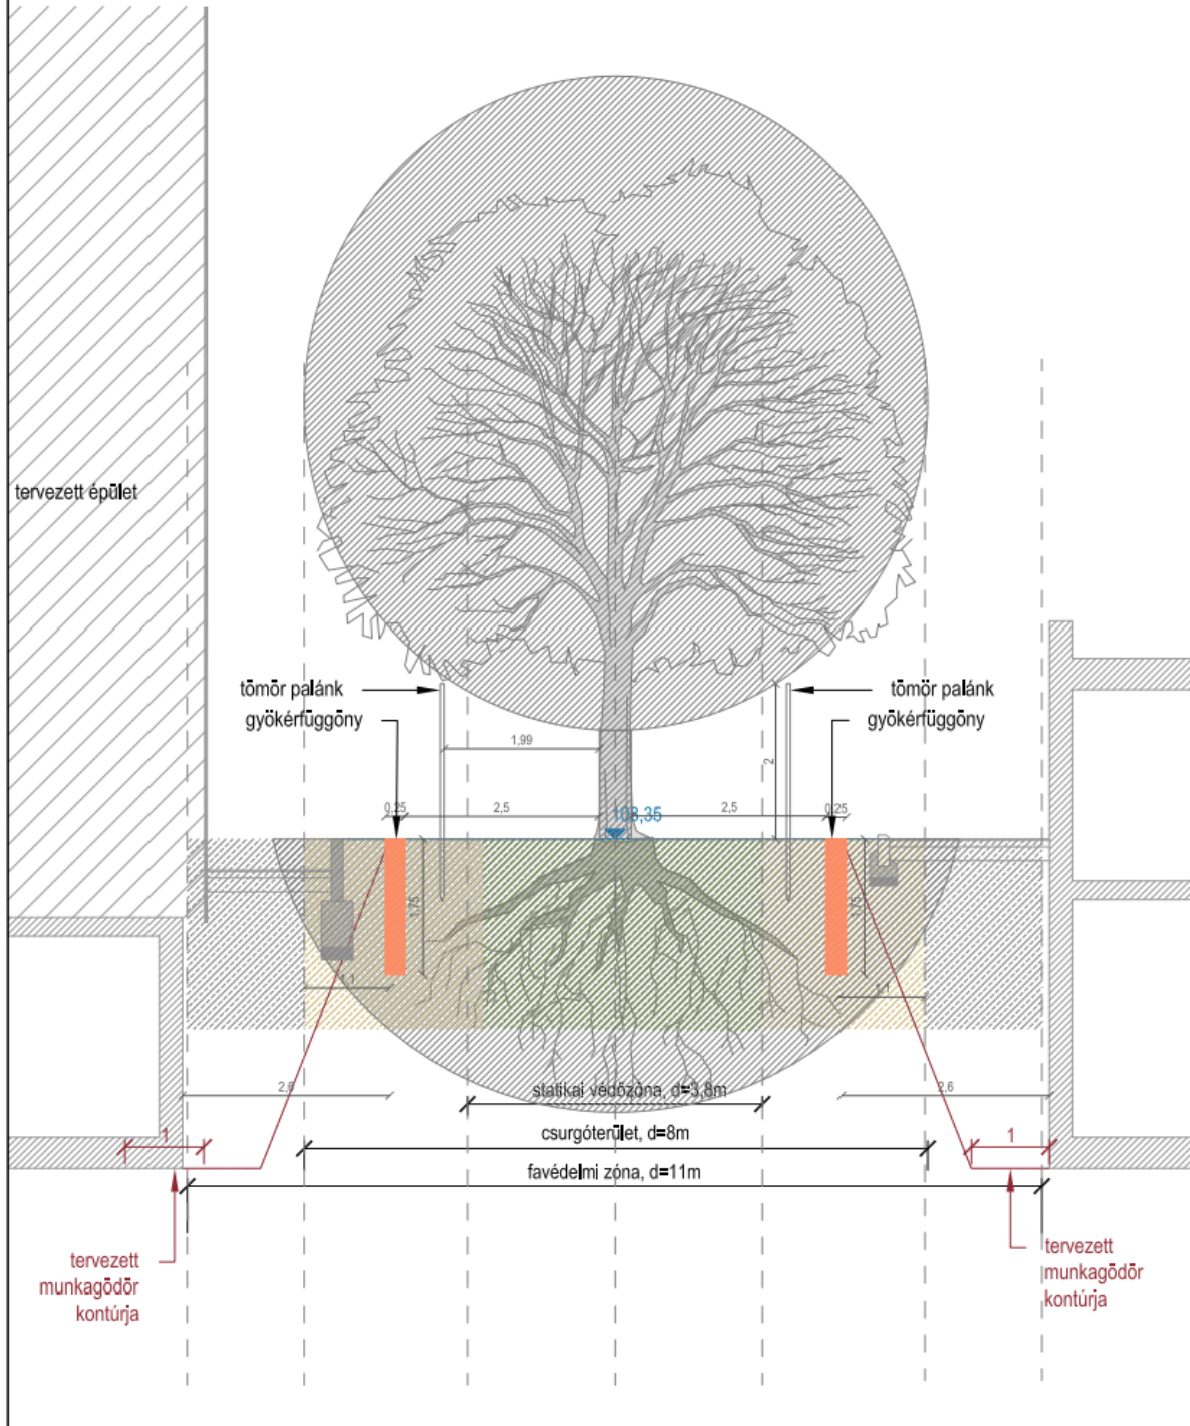 tervezett épület
tömör palánk
gyökérfüggöny
tömör palánk
gyökérfüggöny
1,99
2
0,25
2,5
108,35
2,5
0,25
1,75
1,75
1,1
1,1
2,6
statikai védőzóna, d=3,8m
2,6
1
csurgóterület, d=8m
1
favédelmi zóna, d=11m
tervezett
munkagödör
kontúrja
tervezett
munkagödör
kontúrja